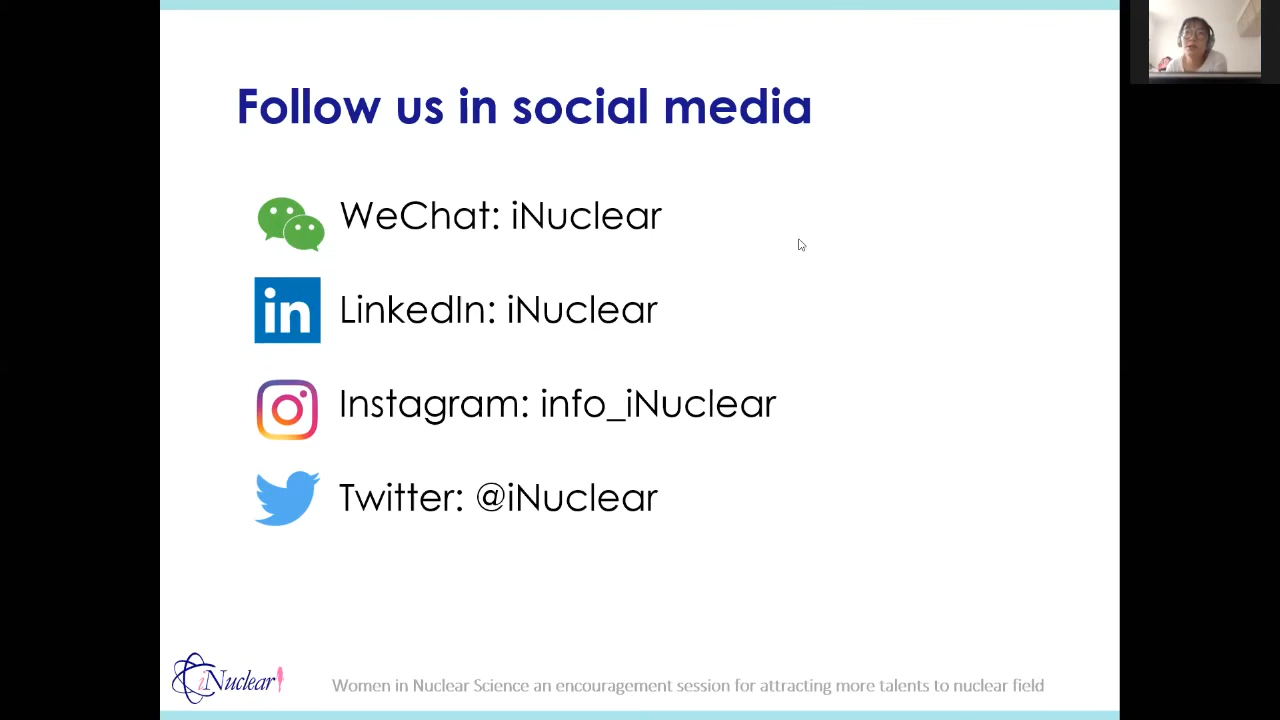 Follow us in social media
WeChat: iNuclear
in
LinkedIn: iNuclear
Instagram: info_iNuclear
Twitter: @iNuclear
iNuclear
Women in Nuclear Science an encouragement session for attracting more talents to nuclear field